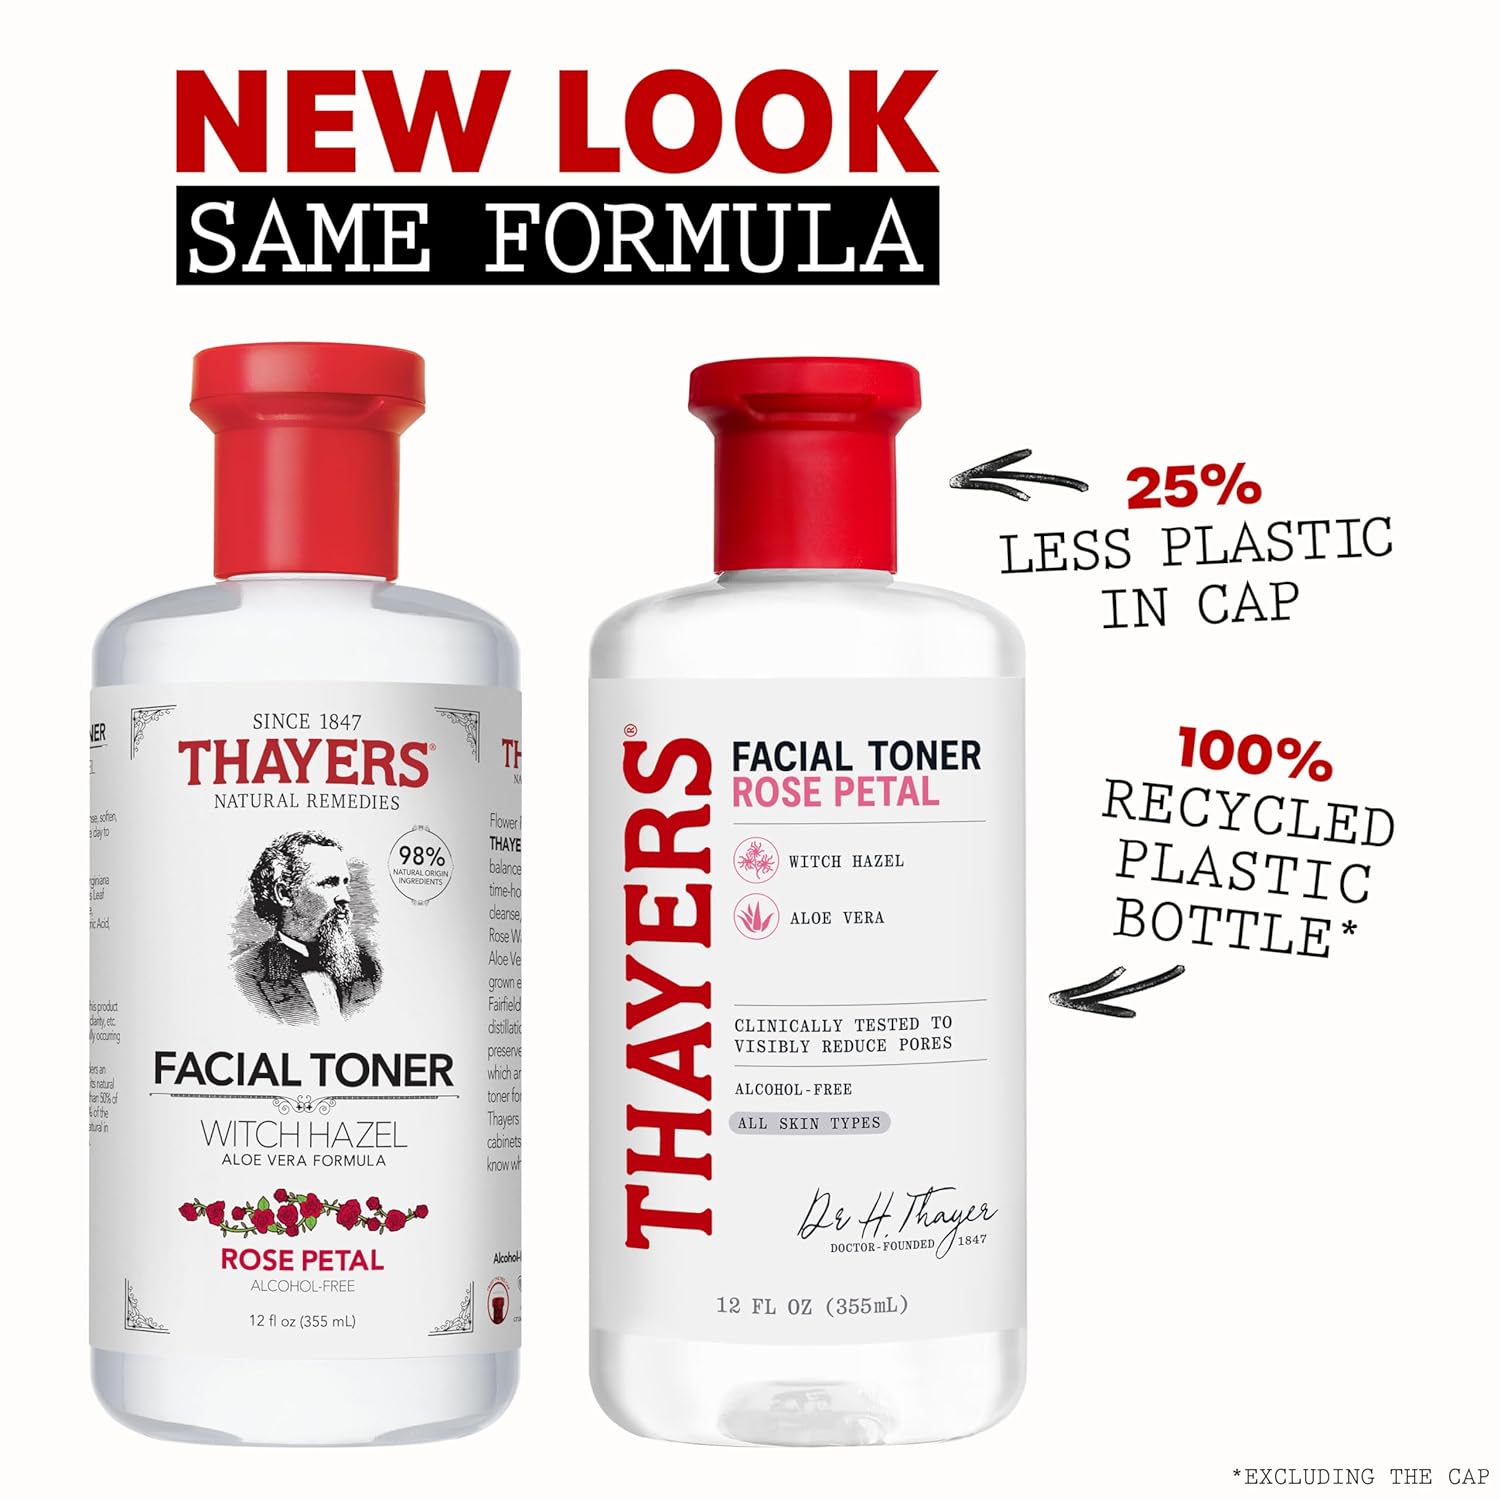 NEW LOOK
SAME FORMULA
25%
LESS PLASTIC
IN CAP
100%
RECYCLED
PLASTIC
BOTTLE*
SINCE 1847
THAYERS®
NATURAL REMEDIES
98%
NATURAL ORIGIN
INGREDIENTS
FACIAL TONER
WITCH HAZEL
ALOE VERA FORMULA
ROSE PETAL
ALCOHOL-FREE
12 fl oz (355 mL)
THAYERS®
FACIAL TONER
ROSE PETAL
WITCH HAZEL
ALOE VERA
CLINICALLY TESTED TO
VISIBLY REDUCE PORES
ALCOHOL-FREE
ALL SKIN TYPES
Dr H. Thayer
DOCTOR-FOUNDED 1847
12 FL OZ (355mL)
*EXCLUDING THE CAP